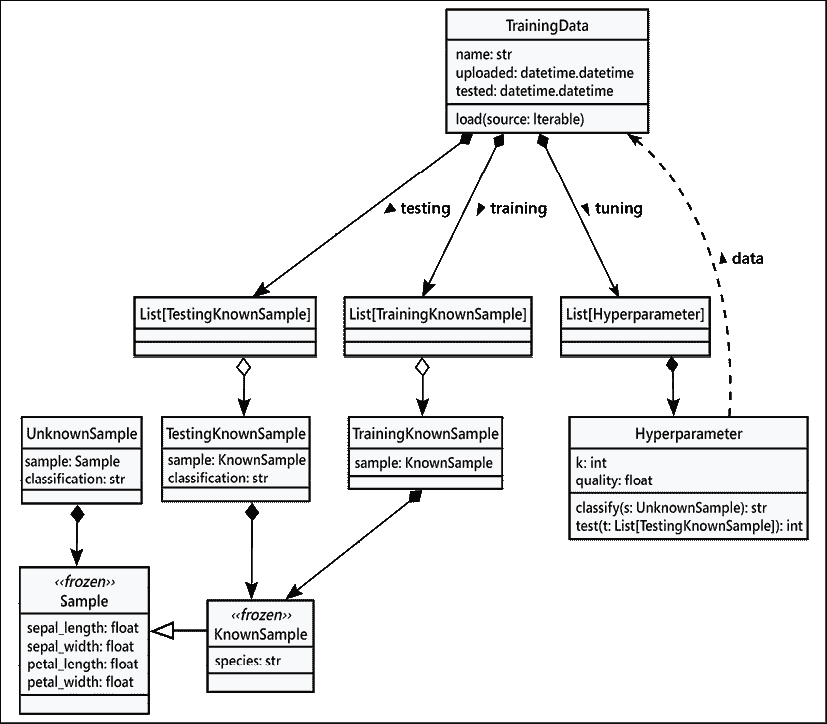 TrainingData
name: str
uploaded: datetime.datetime
tested: datetime.datetime
load(source: Iterable)
testing
training
tuning
data
List[TestingKnownSample]
List[TrainingKnownSample]
List[Hyperparameter]
UnknownSample
sample: Sample
classification: str
TestingKnownSample
sample: KnownSample
classification: str
TrainingKnownSample
sample: KnownSample
Hyperparameter
k: int
quality: float
classify(s: UnknownSample): str
test(t: List[TestingKnownSample]): int
‹‹frozen››
Sample
sepal_length: float
sepal_width: float
petal_length: float
petal_width: float
‹‹frozen››
KnownSample
species: str